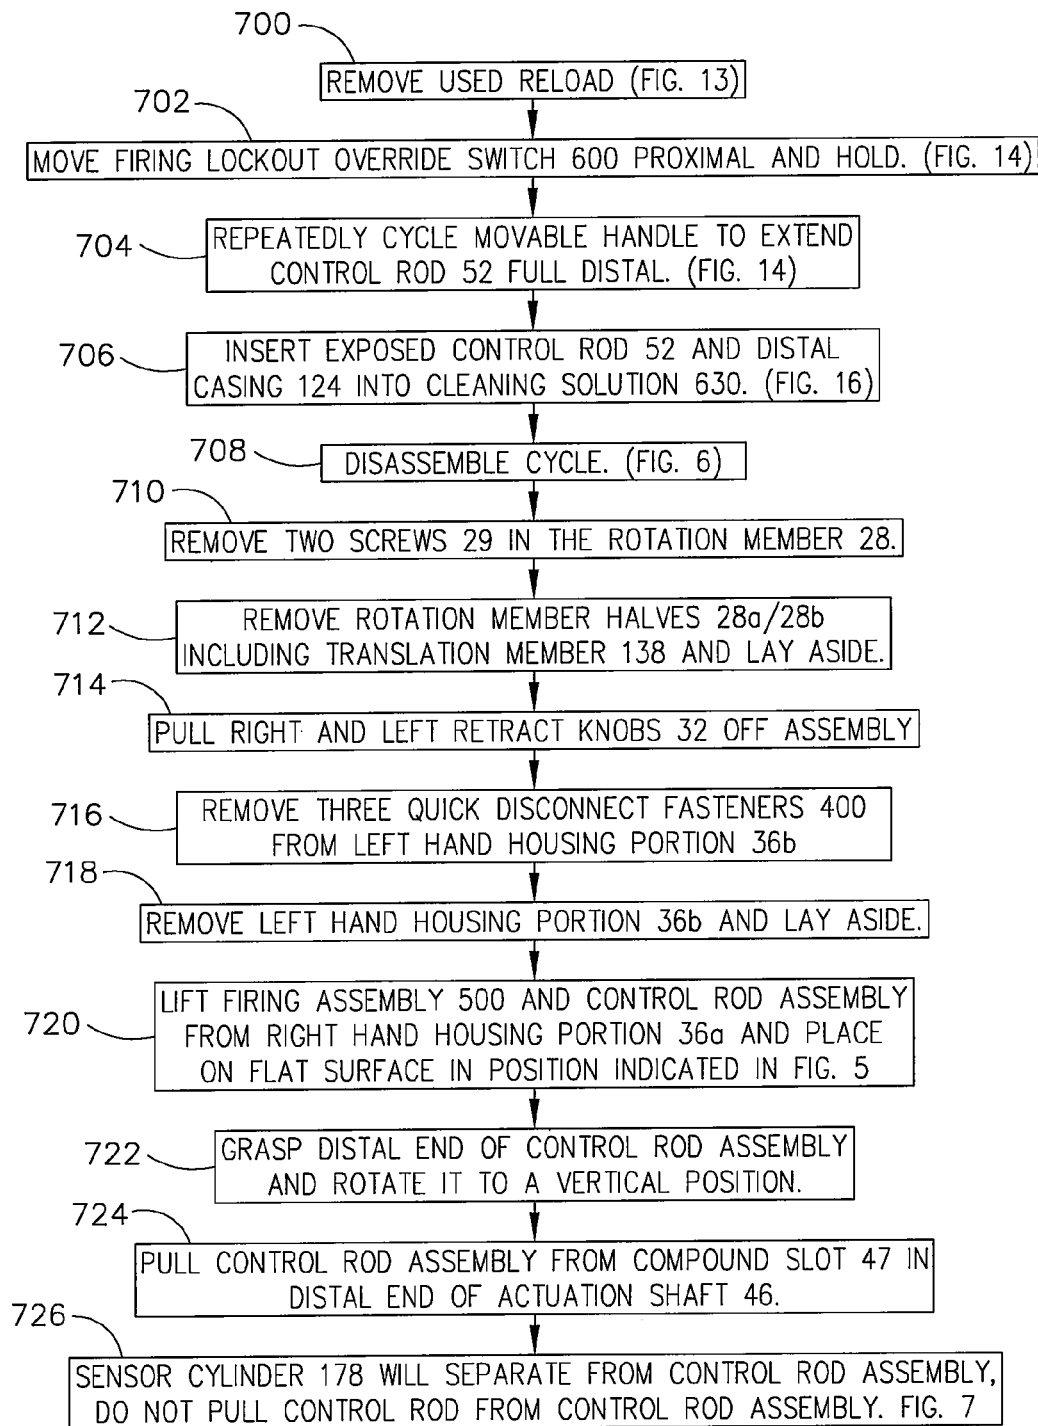 700
REMOVE USED RELOAD (FIG. 13)
702
MOVE FIRING LOCKOUT OVERRIDE SWITCH 600 PROXIMAL AND HOLD. (FIG. 14)
704
REPEATEDLY CYCLE MOVABLE HANDLE TO EXTEND
CONTROL ROD 52 FULL DISTAL. (FIG. 14)
706
INSERT EXPOSED CONTROL ROD 52 AND DISTAL
CASING 124 INTO CLEANING SOLUTION 630. (FIG. 16)
708
DISASSEMBLE CYCLE. (FIG. 6)
710
REMOVE TWO SCREWS 29 IN THE ROTATION MEMBER 28.
712
REMOVE ROTATION MEMBER HALVES 28a/28b
INCLUDING TRANSLATION MEMBER 138 AND LAY ASIDE.
714
PULL RIGHT AND LEFT RETRACT KNOBS 32 OFF ASSEMBLY
716
REMOVE THREE QUICK DISCONNECT FASTENERS 400
FROM LEFT HAND HOUSING PORTION 36b
718
REMOVE LEFT HAND HOUSING PORTION 36b AND LAY ASIDE.
720
LIFT FIRING ASSEMBLY 500 AND CONTROL ROD ASSEMBLY
FROM RIGHT HAND HOUSING PORTION 36a AND PLACE
ON FLAT SURFACE IN POSITION INDICATED IN FIG. 5
722
GRASP DISTAL END OF CONTROL ROD ASSEMBLY
AND ROTATE IT TO A VERTICAL POSITION.
724
PULL CONTROL ROD ASSEMBLY FROM COMPOUND SLOT 47 IN
DISTAL END OF ACTUATION SHAFT 46.
726
SENSOR CYLINDER 178 WILL SEPARATE FROM CONTROL ROD ASSEMBLY,
DO NOT PULL CONTROL ROD FROM CONTROL ROD ASSEMBLY. FIG. 7